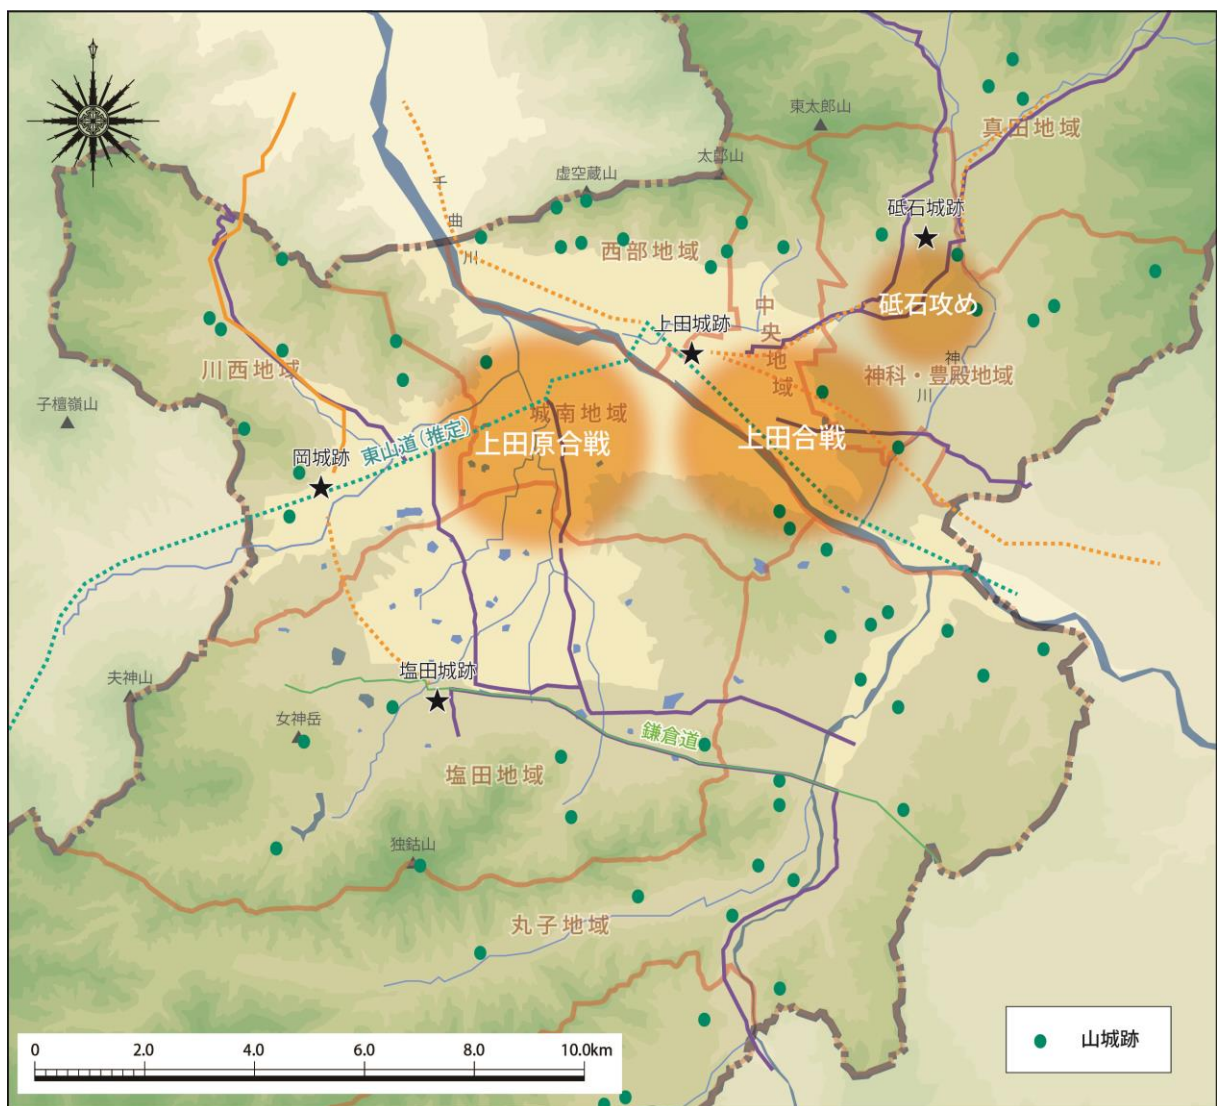 東太郎山
真田地域
太郎山
虚空蔵山
千曲川
砥石城跡
西部地域
砥石攻め
中央地域
上田城跡
神川
川西地域
神科・豊殿地域
子檀嶺山
城南地域
東山道（推定）
上田原合戦
上田合戦
岡城跡
塩田城跡
夫神山
女神岳
鎌倉道
塩田地域
独鈷山
丸子地域
山城跡
0 2.0 4.0 6.0 8.0 10.0km